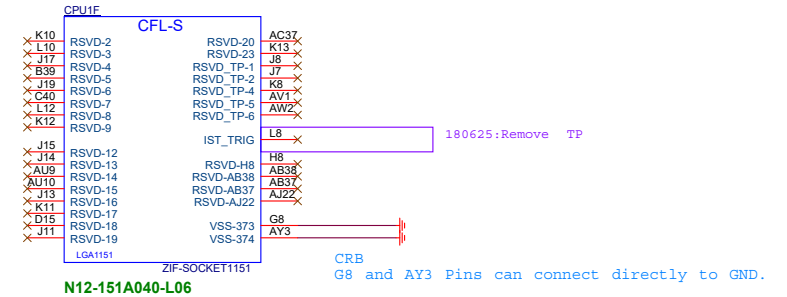 CPU1F
CFL-S
K10 RSVD-2 RSVD-20 AC37
L10 RSVD-3 RSVD-23 K13
J17 RSVD-4 RSVD_TP-1 J8
B39 RSVD-5 RSVD_TP-2 J7
J19 RSVD-6 RSVD_TP-4 K8
C40 RSVD-7 RSVD_TP-5 AV1
L12 RSVD-8 RSVD_TP-6 AW2
K12 RSVD-9
IST_TRIG L8 180625:Remove TP
J15 RSVD-12
J14 RSVD-13 RSVD-H8 H8
AU9 RSVD-14 RSVD-AB38 AB38
AU10 RSVD-15 RSVD-AB37 AB37
J13 RSVD-16 RSVD-AJ22 AJ22
K11 RSVD-17
D15 RSVD-18 VSS-373 G8
J11 RSVD-19 VSS-374 AY3
LGA1151
ZIF-SOCKET1151
CRB
G8 and AY3 Pins can connect directly to GND.
N12-151A040-L06